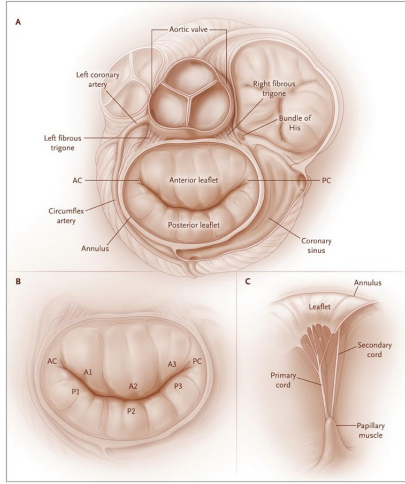 A
Aortic valve
Left coronary
artery
Right fibrous
trigone
Bundle of
His
Left fibrous
trigone
AC
Anterior leaflet
PC
Circumflex
artery
Posterior leaflet
Annulus
Coronary
sinus
B
AC
A1
A2
A3
PC
P1
P2
P3
C
Annulus
Leaflet
Secondary
cord
Primary
cord
Papillary
muscle